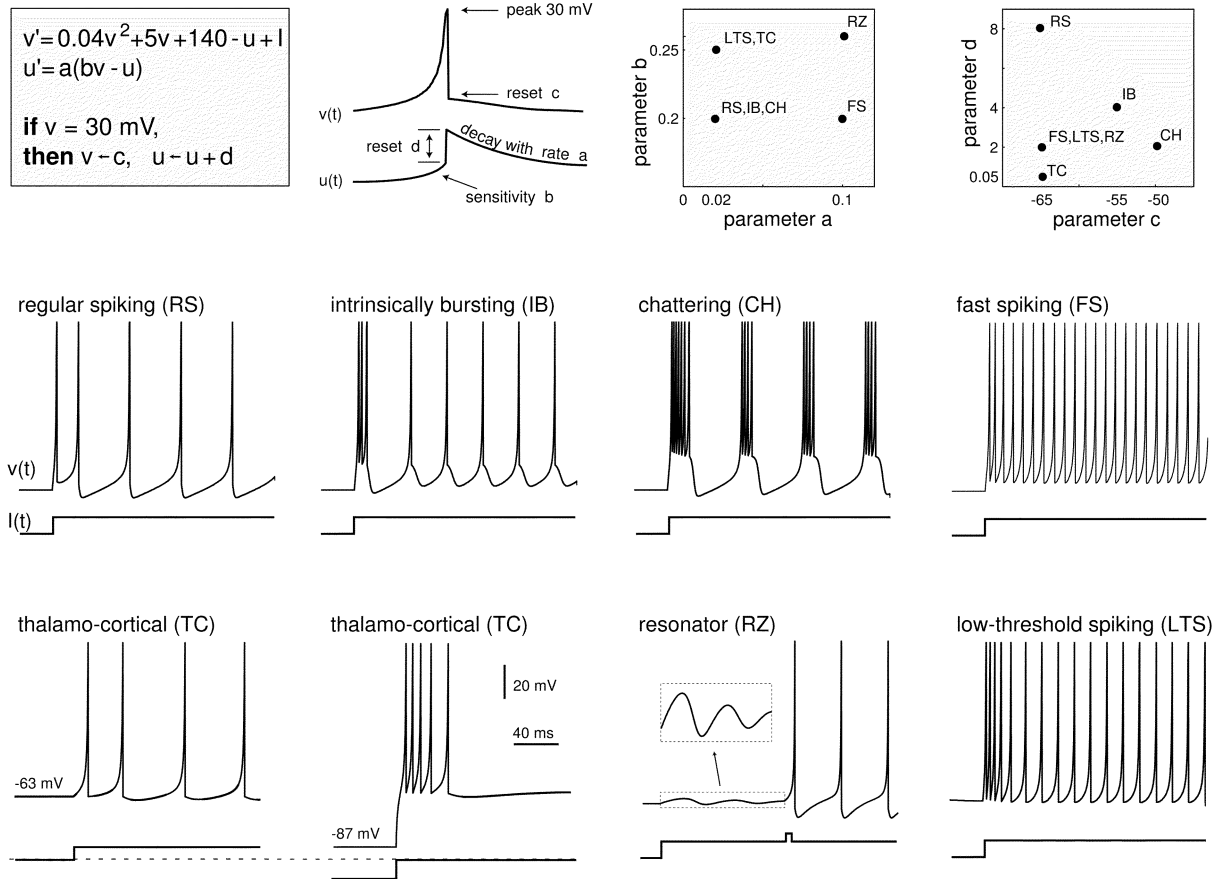 v'= 0.04v²+5v+140 - u + I
u'= a(bv - u)
if v = 30 mV,
then v←c, u←u + d
peak 30 mV
reset c
v(t)
reset d
decay with rate a
u(t)
sensitivity b
parameter b
0.25
0.2
LTS,TC
RZ
RS,IB,CH
FS
0
0.02
0.1
parameter a
parameter d
8
4
2
0.05
RS
IB
FS,LTS,RZ
CH
TC
-65
-55
-50
parameter c
regular spiking (RS)
intrinsically bursting (IB)
chattering (CH)
fast spiking (FS)
v(t)
I(t)
thalamo-cortical (TC)
thalamo-cortical (TC)
resonator (RZ)
low-threshold spiking (LTS)
20 mV
40 ms
-63 mV
-87 mV